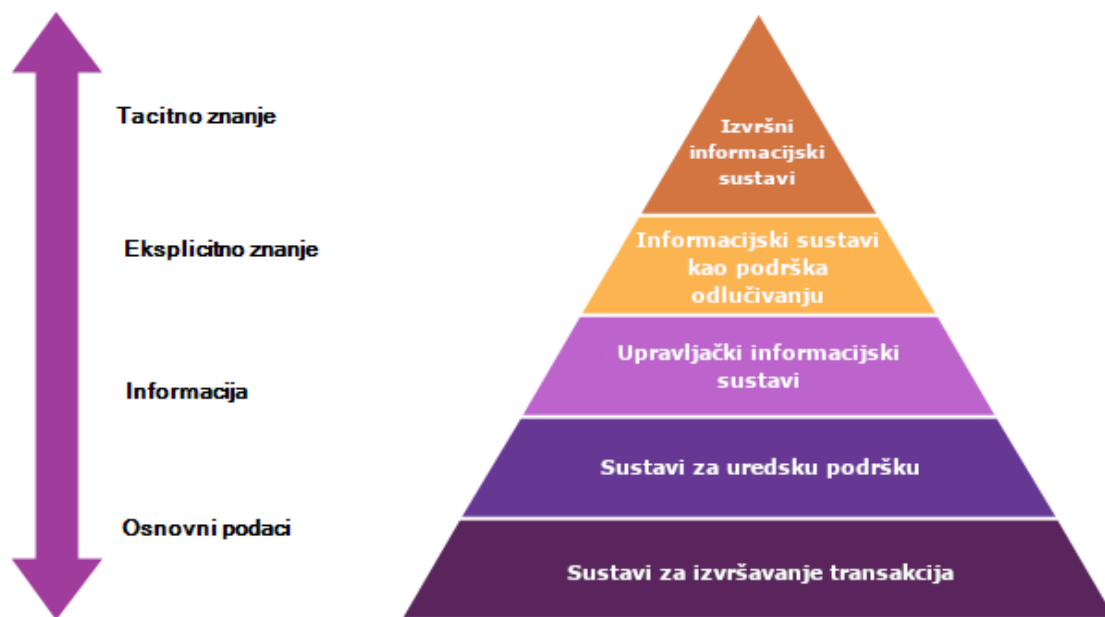 Tacitno znanje
Eksplicitno znanje
Informacija
Osnovni podaci
Izvršni
informacijski
sustavi
Informacijski sustavi
kao podrška
odlučivanju
Upravljački informacijski
sustavi
Sustavi za uredsku podršku
Sustavi za izvršavanje transakcija